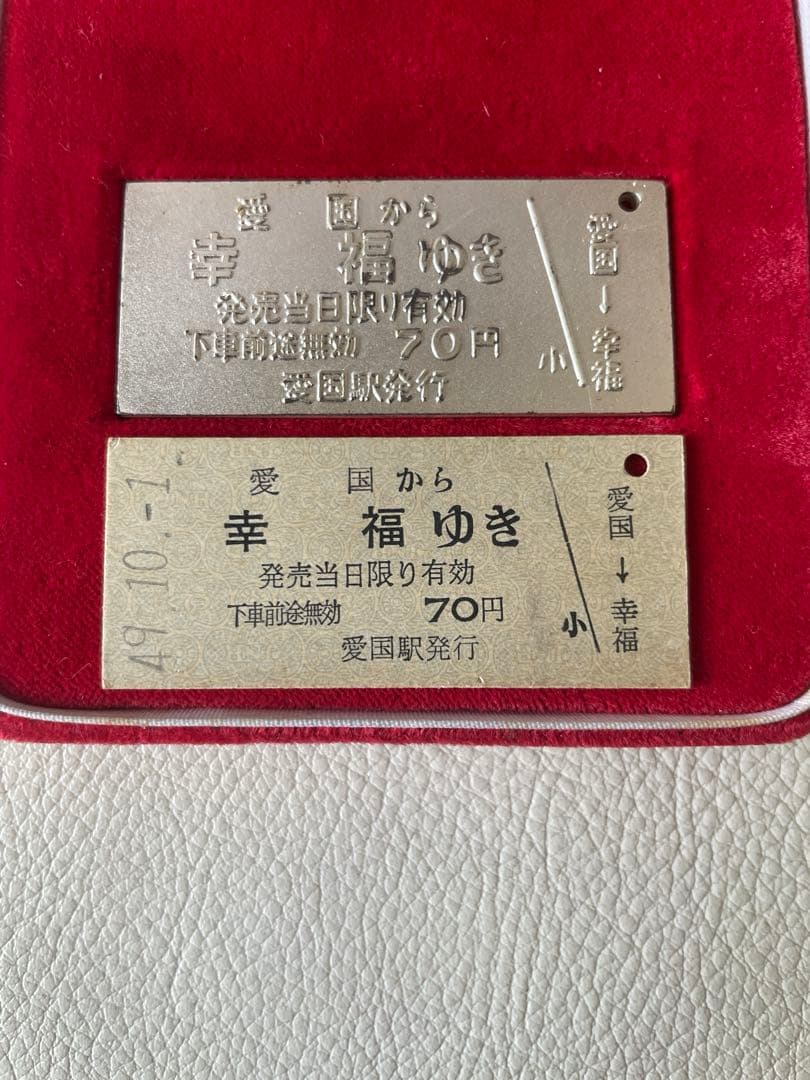 愛国から
幸福ゆき
発売当日限り有効
下車前途無効 70円
愛国駅発行
小
愛国→幸福
49.10.-1
愛国から
幸福ゆき
発売当日限り有効
下車前途無効 70円
愛国駅発行
小
愛国→幸福